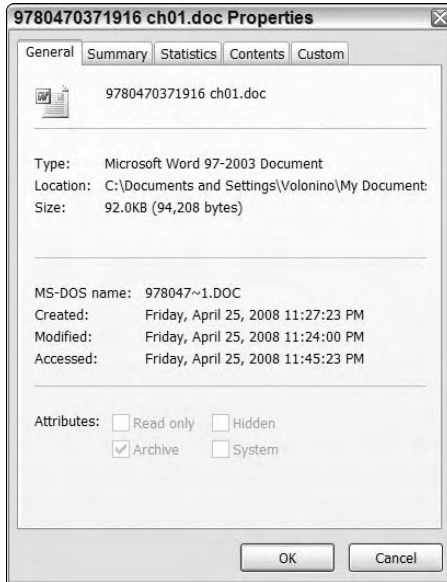 9780470371916 ch01.doc Properties
General Summary Statistics Contents Custom
9780470371916 ch01.doc
Type: Microsoft Word 97-2003 Document
Location: C:\Documents and Settings\Volonino\My Document
Size: 92.0KB (94,208 bytes)
MS-DOS name: 978047~1.DOC
Created: Friday, April 25, 2008 11:27:23 PM
Modified: Friday, April 25, 2008 11:24:00 PM
Accessed: Friday, April 25, 2008 11:45:23 PM
Attributes: Read only Hidden
Archive System
OK Cancel